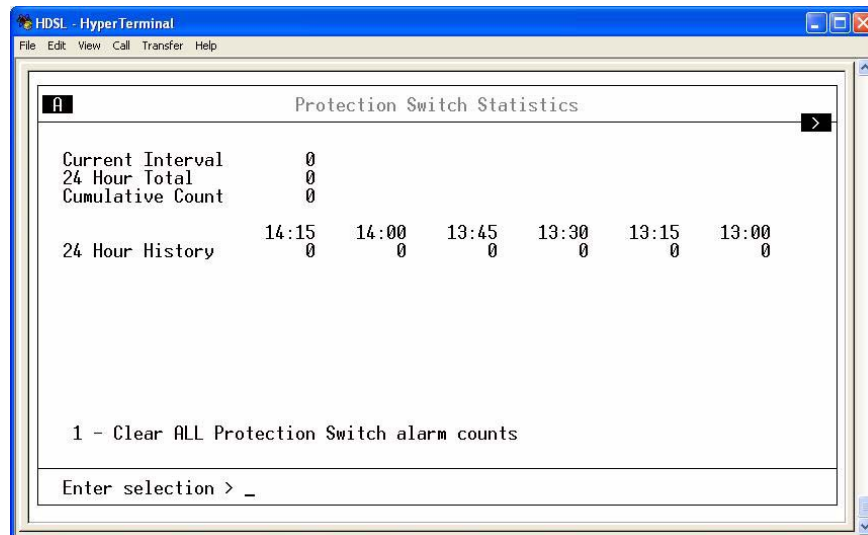 HDSL - HyperTerminal
File Edit View Call Transfer Help
A Protection Switch Statistics
>
Current Interval 0
24 Hour Total 0
Cumulative Count 0
14:15 14:00 13:45 13:30 13:15 13:00
24 Hour History 0 0 0 0 0 0
1 - Clear ALL Protection Switch alarm counts
Enter selection > _